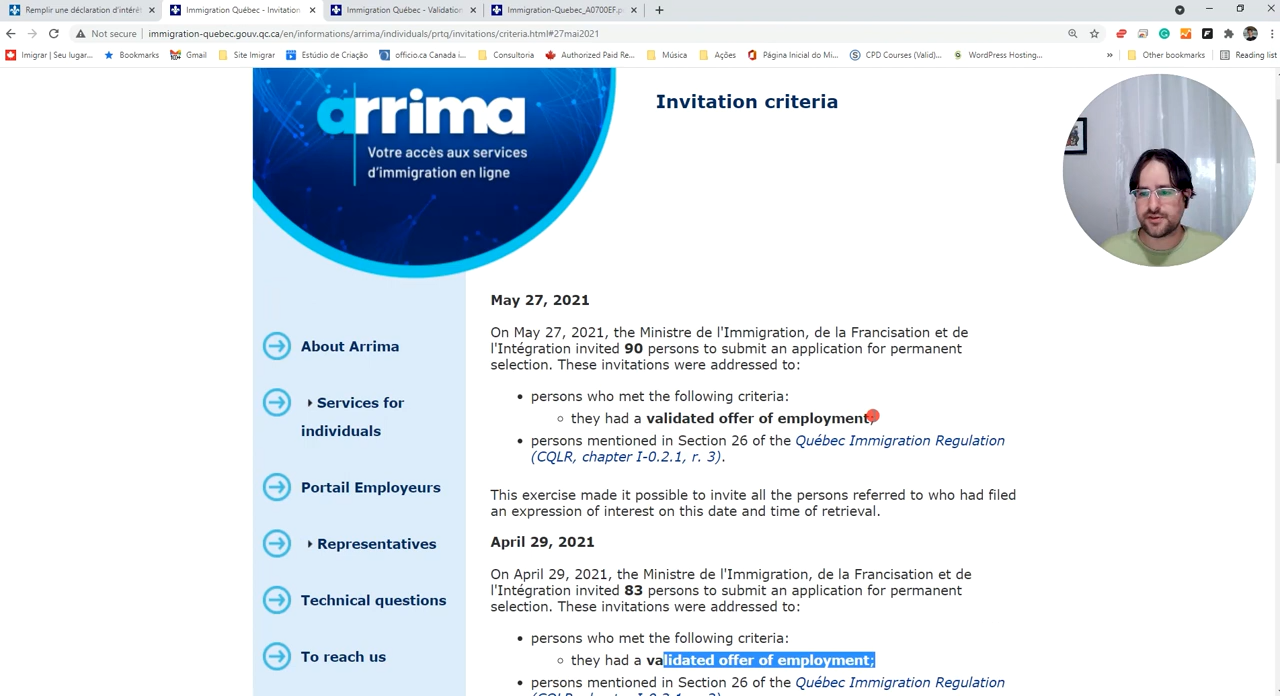 Remplir une déclaration d'intérê
Immigration Québec - Invitation
Immigration Québec - Validation
Immigration-Quebec_A0700EF.p
Not secure
immigration-quebec.gouv.qc.ca/en/informations/arrima/individuals/prtq/invitations/criteria.html#27mai2021
Imigrar | Seu lugar...
Bookmarks
Gmail
Site Imigrar
Estúdio de Criação
officio.ca Canada i...
Consultoria
Authorized Paid Re...
Música
Ações
Página Inicial do Mi...
CPD Courses (Valid)...
WordPress Hosting...
»
Other bookmarks
Reading list
arrima
Votre accès aux services
d'immigration en ligne
Invitation criteria
About Arrima
Services for
individuals
Portail Employeurs
Representatives
Technical questions
To reach us
May 27, 2021
On May 27, 2021, the Ministre de l'Immigration, de la Francisation et de
l'Intégration invited 90 persons to submit an application for permanent
selection. These invitations were addressed to:
persons who met the following criteria:
they had a validated offer of employment;
persons mentioned in Section 26 of the Québec Immigration Regulation
(CQLR, chapter I-0.2.1, r. 3).
This exercise made it possible to invite all the persons referred to who had filed
an expression of interest on this date and time of retrieval.
April 29, 2021
On April 29, 2021, the Ministre de l'Immigration, de la Francisation et de
l'Intégration invited 83 persons to submit an application for permanent
selection. These invitations were addressed to:
persons who met the following criteria:
they had a validated offer of employment;
persons mentioned in Section 26 of the Québec Immigration Regulation